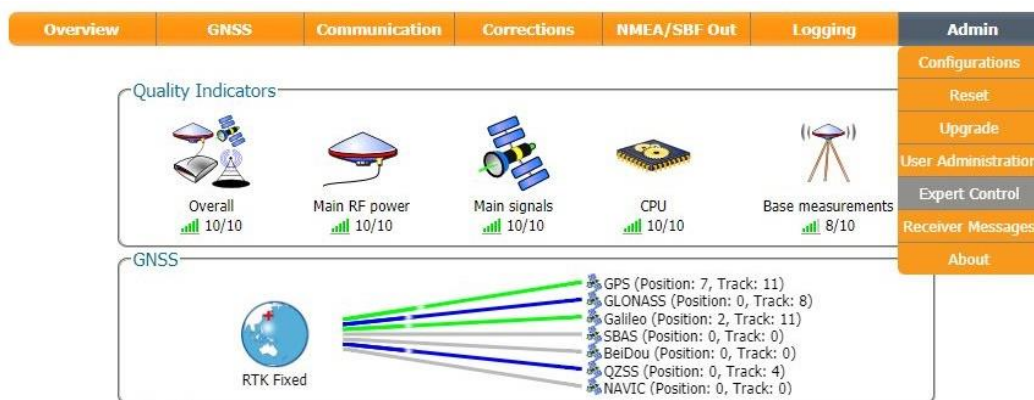 Overview GNSS Communication Corrections NMEA/SBF Out Logging Admin
Configurations
Reset
Upgrade
User Administration
Expert Control
Receiver Messages
About
Quality Indicators
Overall Main RF power Main signals CPU Base measurements
10/10 10/10 10/10 10/10 8/10
GNSS
GPS (Position: 7, Track: 11)
GLONASS (Position: 0, Track: 8)
Galileo (Position: 2, Track: 11)
SBAS (Position: 0, Track: 0)
BeiDou (Position: 0, Track: 0)
QZSS (Position: 0, Track: 4)
NAVIC (Position: 0, Track: 0)
RTK Fixed